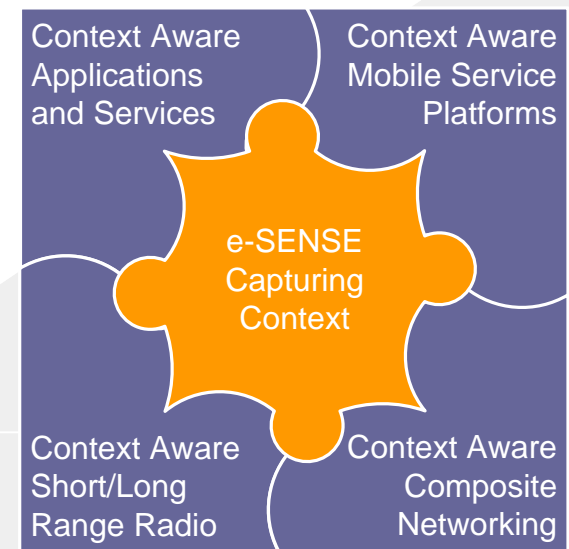 Context Aware
Applications
and Services
Context Aware
Mobile Service
Platforms
e-SENSE
Capturing
Context
Context Aware
Short/Long
Range Radio
Context Aware
Composite
Networking